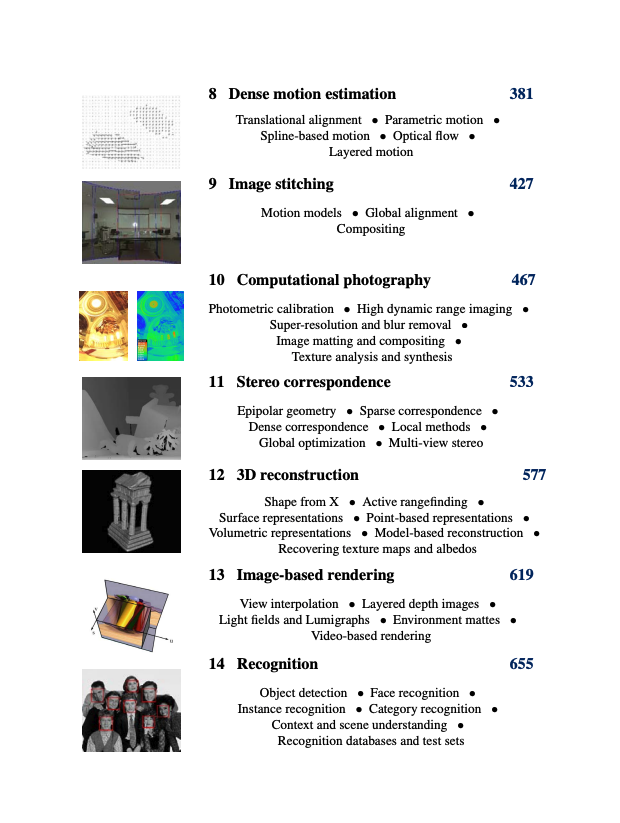 8 Dense motion estimation 381
Translational alignment • Parametric motion •
Spline-based motion • Optical flow •
Layered motion
9 Image stitching 427
Motion models • Global alignment •
Compositing
10 Computational photography 467
Photometric calibration • High dynamic range imaging •
Super-resolution and blur removal •
Image matting and compositing •
Texture analysis and synthesis
11 Stereo correspondence 533
Epipolar geometry • Sparse correspondence •
Dense correspondence • Local methods •
Global optimization • Multi-view stereo
12 3D reconstruction 577
Shape from X • Active rangefinding •
Surface representations • Point-based representations •
Volumetric representations • Model-based reconstruction •
Recovering texture maps and albedos
13 Image-based rendering 619
View interpolation • Layered depth images •
Light fields and Lumigraphs • Environment mattes •
Video-based rendering
14 Recognition 655
Object detection • Face recognition •
Instance recognition • Category recognition •
Context and scene understanding •
Recognition databases and test sets